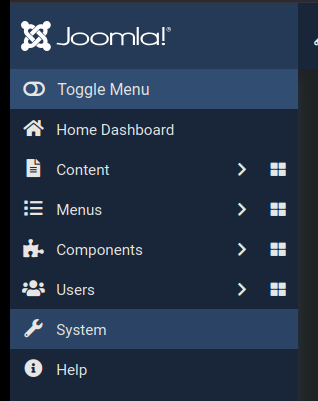 Joomla!®
Toggle Menu
Home Dashboard
Content
Menus
Components
Users
System
Help